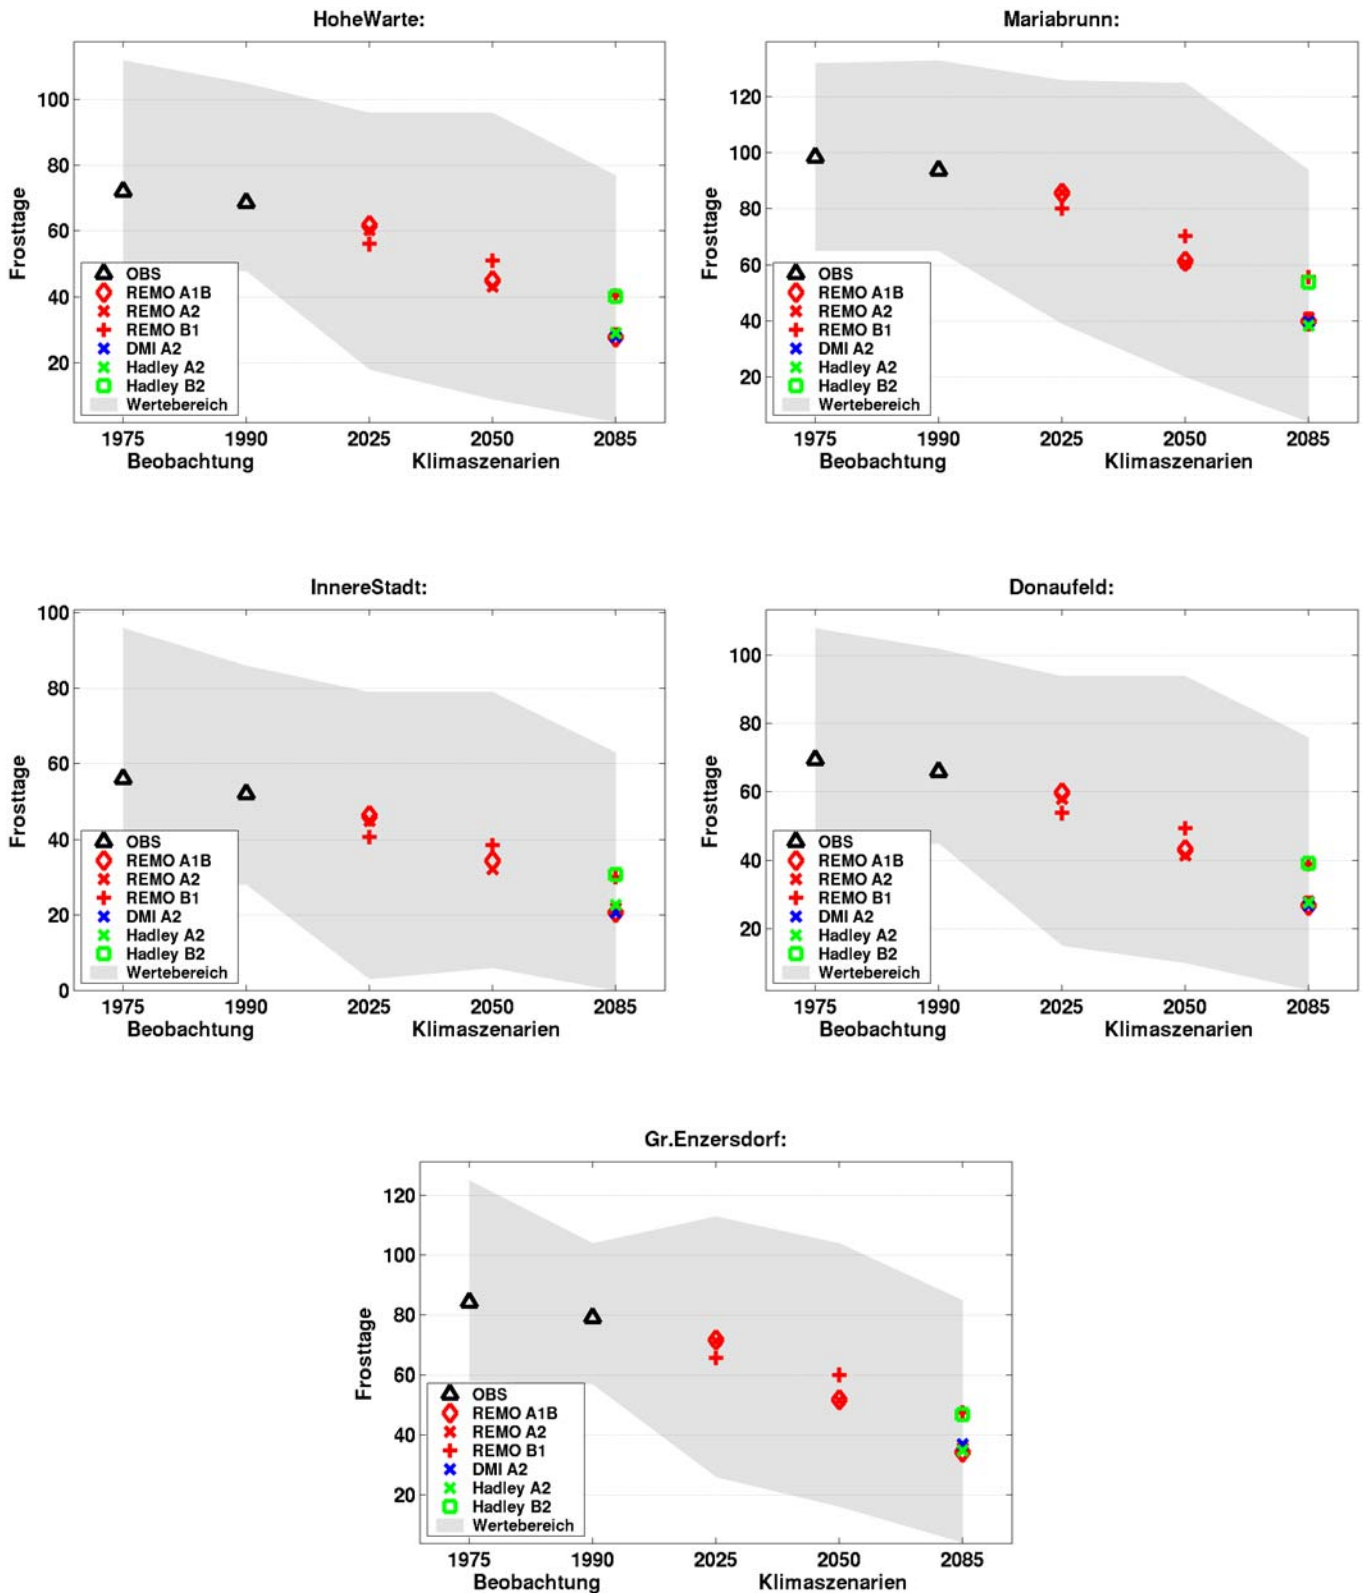 HoheWarte:
Frosttage
100
80
60
40
20
OBS
REMO A1B
REMO A2
REMO B1
DMI A2
Hadley A2
Hadley B2
Wertebereich
1975 1990 2025 2050 2085
Beobachtung Klimaszenarien
Mariabrunn:
Frosttage
120
100
80
60
40
20
OBS
REMO A1B
REMO A2
REMO B1
DMI A2
Hadley A2
Hadley B2
Wertebereich
1975 1990 2025 2050 2085
Beobachtung Klimaszenarien
InnereStadt:
Frosttage
100
80
60
40
20
0
OBS
REMO A1B
REMO A2
REMO B1
DMI A2
Hadley A2
Hadley B2
Wertebereich
1975 1990 2025 2050 2085
Beobachtung Klimaszenarien
Donaufeld:
Frosttage
100
80
60
40
20
OBS
REMO A1B
REMO A2
REMO B1
DMI A2
Hadley A2
Hadley B2
Wertebereich
1975 1990 2025 2050 2085
Beobachtung Klimaszenarien
Gr.Enzersdorf:
Frosttage
120
100
80
60
40
20
OBS
REMO A1B
REMO A2
REMO B1
DMI A2
Hadley A2
Hadley B2
Wertebereich
1975 1990 2025 2050 2085
Beobachtung Klimaszenarien